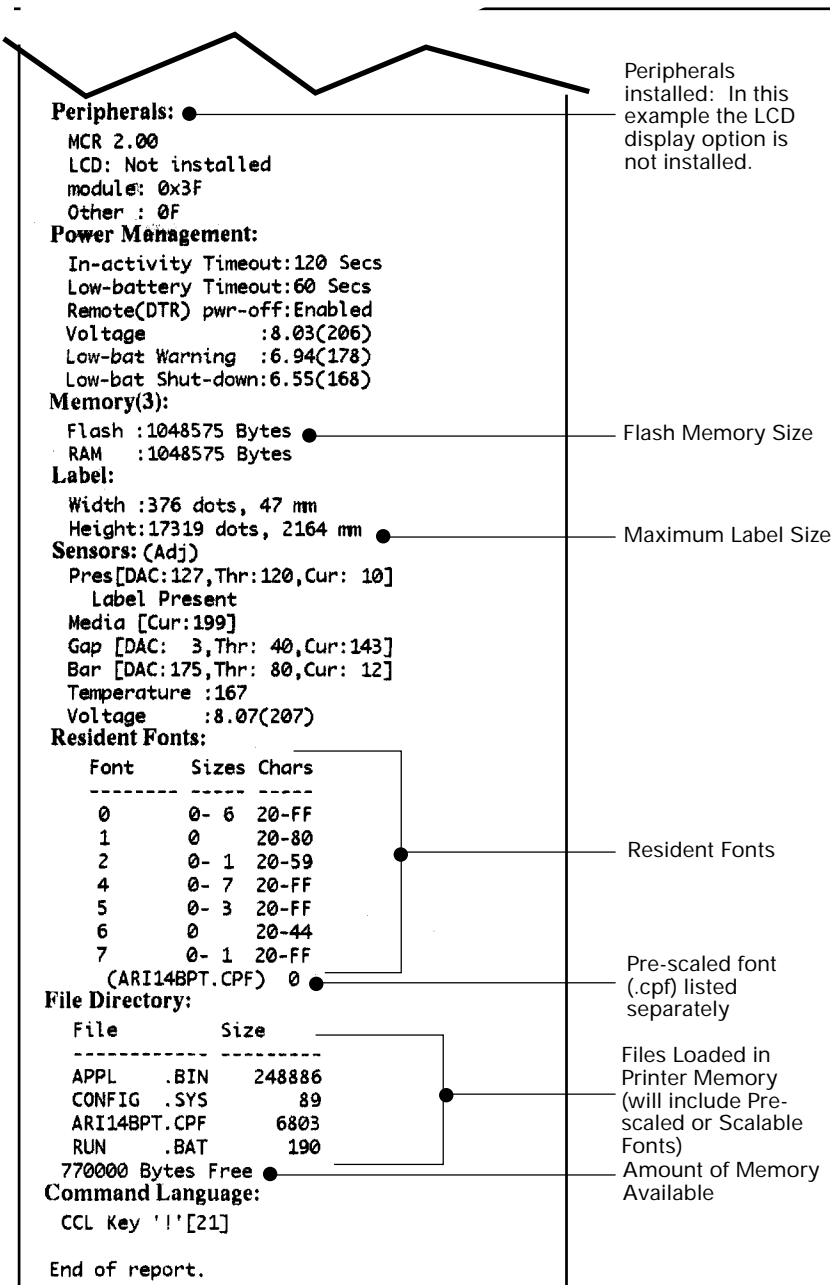 Peripherals:
MCR 2.00
LCD: Not installed
module: 0x3F
Other : 0F
Power Management:
In-activity Timeout:120 Secs
Low-battery Timeout:60 Secs
Remote(DTR) pwr-off:Enabled
Voltage :8.03(206)
Low-bat Warning :6.94(178)
Low-bat Shut-down:6.55(168)
Memory(3):
Flash :1048575 Bytes
RAM :1048575 Bytes
Label:
Width :376 dots, 47 mm
Height:17319 dots, 2164 mm
Sensors: (Adj)
Pres[DAC:127,Thr:120,Cur: 10]
Label Present
Media [Cur:199]
Gap [DAC: 3,Thr: 40,Cur:143]
Bar [DAC:175,Thr: 80,Cur: 12]
Temperature :167
Voltage :8.07(207)
Resident Fonts:
Font Sizes Chars
-------- ----- -----
0 0- 6 20-FF
1 0 20-80
2 0- 1 20-59
4 0- 7 20-FF
5 0- 3 20-FF
6 0 20-44
7 0- 1 20-FF
(ARI14BPT.CPF) 0
File Directory:
File Size
------------ ---------
APPL .BIN 248886
CONFIG .SYS 89
ARI14BPT.CPF 6803
RUN .BAT 190
770000 Bytes Free
Command Language:
CCL Key '!'[21]
End of report.
Peripherals
installed: In this
example the LCD
display option is
not installed.
Flash Memory Size
Maximum Label Size
Resident Fonts
Pre-scaled font
(.cpf) listed
separately
Files Loaded in
Printer Memory
(will include Pre-
scaled or Scalable
Fonts)
Amount of Memory
Available